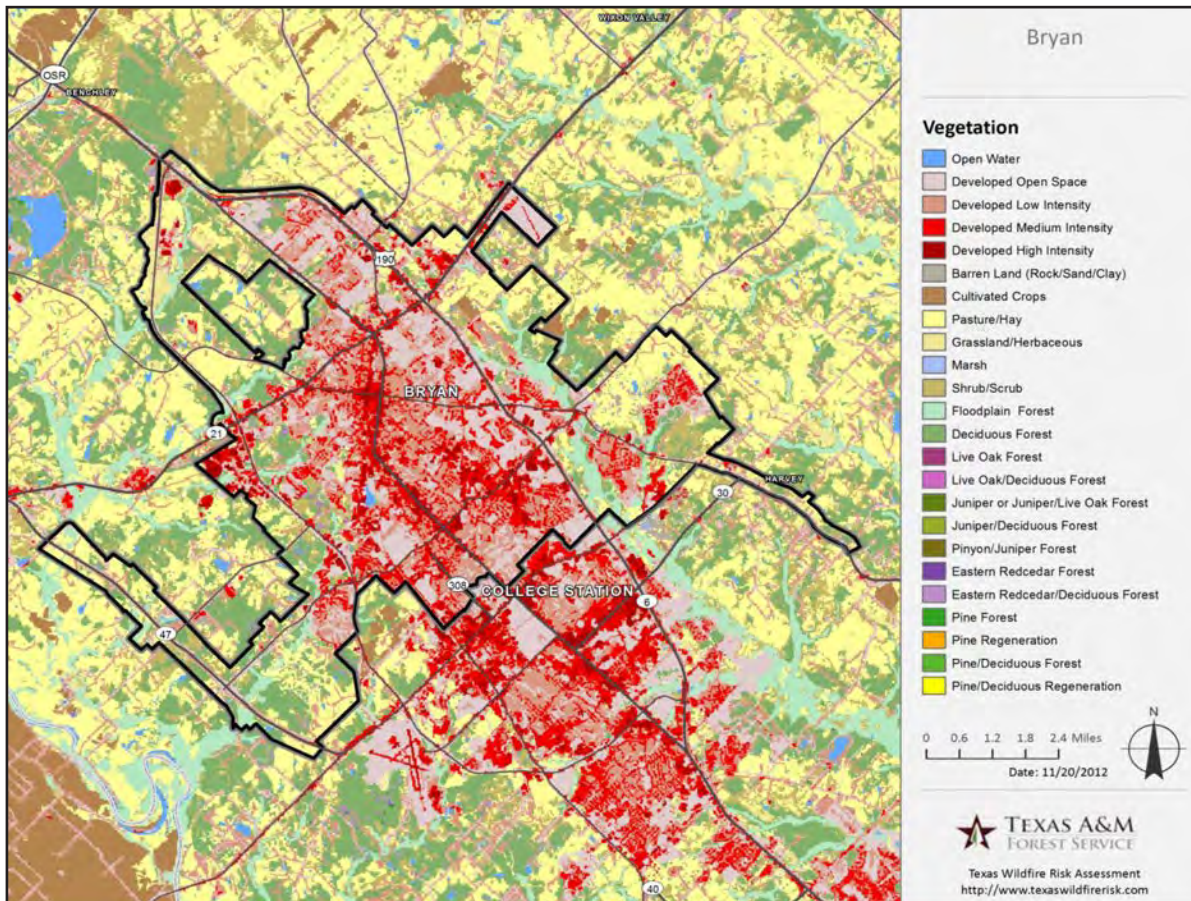 WIXON VALLEY
OSR
BENCHLEY
190
BRYAN
21
HARVEY
30
308
COLLEGE STATION
6
47
40
Bryan
Vegetation
Open Water
Developed Open Space
Developed Low Intensity
Developed Medium Intensity
Developed High Intensity
Barren Land (Rock/Sand/Clay)
Cultivated Crops
Pasture/Hay
Grassland/Herbaceous
Marsh
Shrub/Scrub
Floodplain Forest
Deciduous Forest
Live Oak Forest
Live Oak/Deciduous Forest
Juniper or Juniper/Live Oak Forest
Juniper/Deciduous Forest
Pinyon/Juniper Forest
Eastern Redcedar Forest
Eastern Redcedar/Deciduous Forest
Pine Forest
Pine Regeneration
Pine/Deciduous Forest
Pine/Deciduous Regeneration
N
0 0.6 1.2 1.8 2.4 Miles
Date: 11/20/2012
TEXAS A&M
FOREST SERVICE
Texas Wildfire Risk Assessment
http://www.texaswildfirerisk.com